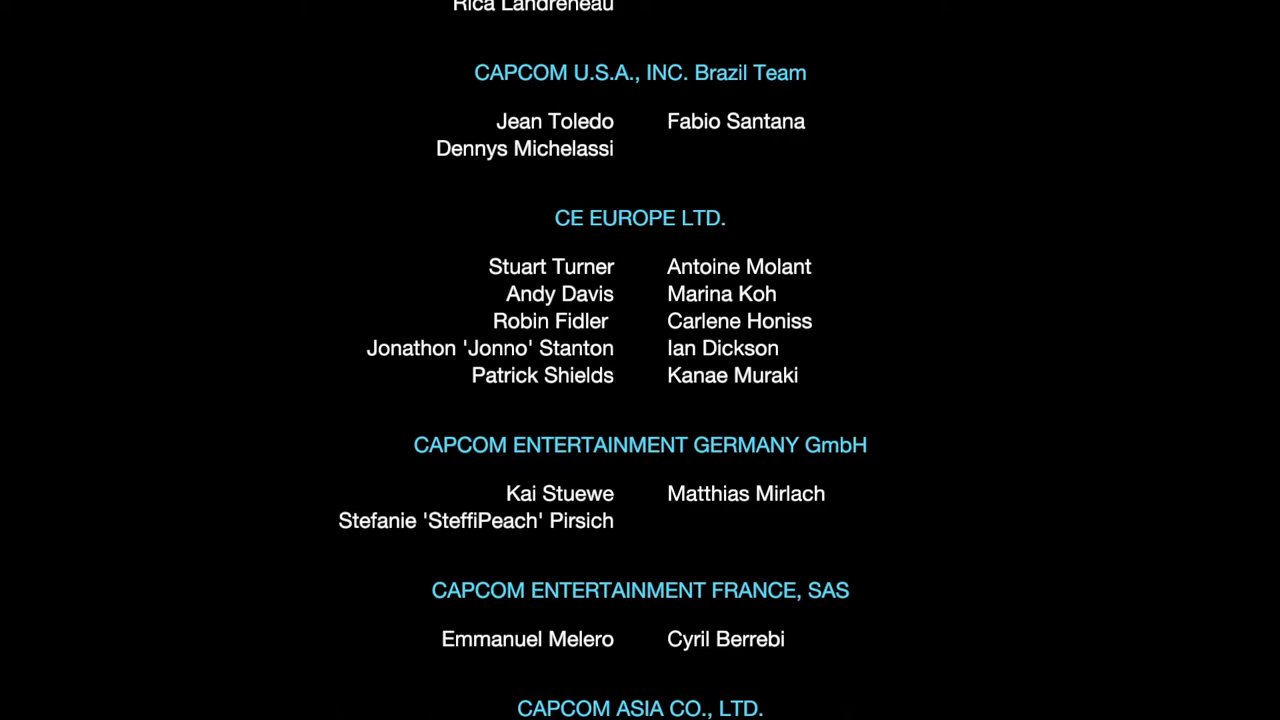 Rica Landreneau
CAPCOM U.S.A., INC. Brazil Team
Jean Toledo Fabio Santana
Dennys Michelassi
CE EUROPE LTD.
Stuart Turner Antoine Molant
Andy Davis Marina Koh
Robin Fidler Carlene Honiss
Jonathon 'Jonno' Stanton Ian Dickson
Patrick Shields Kanae Muraki
CAPCOM ENTERTAINMENT GERMANY GmbH
Kai Stuewe Matthias Mirlach
Stefanie 'SteffiPeach' Pirsich
CAPCOM ENTERTAINMENT FRANCE, SAS
Emmanuel Melero Cyril Berrebi
CAPCOM ASIA CO., LTD.